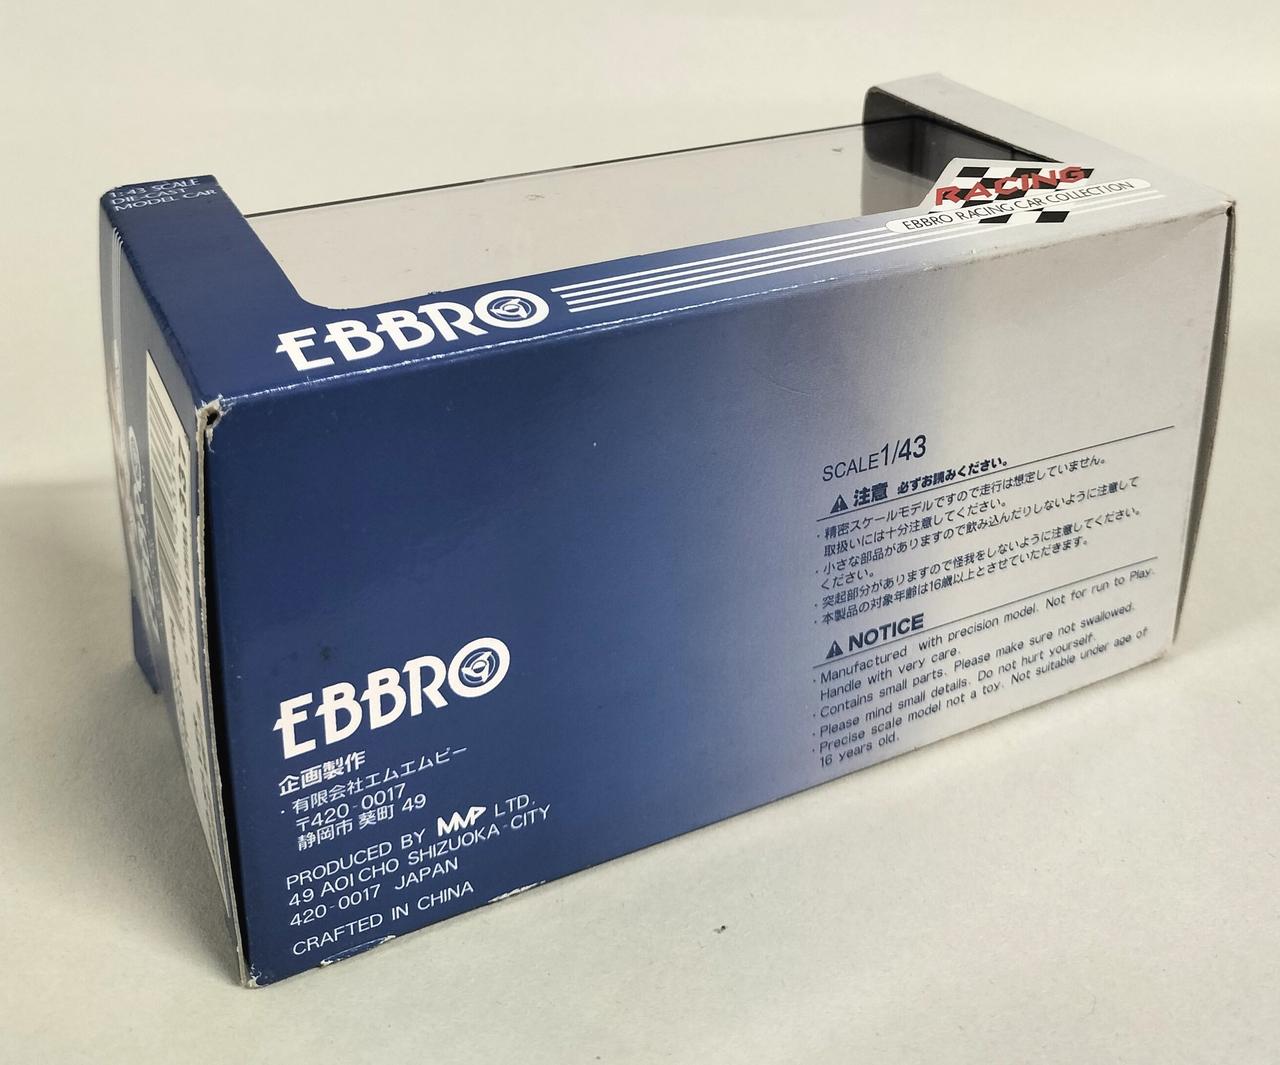 1:43 SCALE
DIE-CAST
MODEL CAR
EBBRO
RACING
EBBRO RACING CAR COLLECTION
SCALE1/43
注意 必ずお読みください。
・精密スケールモデルですので走行は想定していません。
取扱いには十分注意してください。
・小さな部品がありますので飲み込んだりしないように注意して
ください。
・突起部分がありますので怪我をしないように注意してください。
・本製品の対象年齢は16歳以上とさせていただきます。
NOTICE
・Manufactured with precision model. Not for run to Play.
Handle with very care.
・Contains small parts. Please make sure not swallowed.
・Please mind small details. Do not hurt yourself.
・Precise scale model not a toy. Not suitable under age of
16 years old.
EBBRO
企画製作
・有限会社エムエムピー
〒420-0017
静岡市 葵町 49
PRODUCED BY MMP LTD.
49 AOI CHO SHIZUOKA-CITY
420-0017 JAPAN
CRAFTED IN CHINA